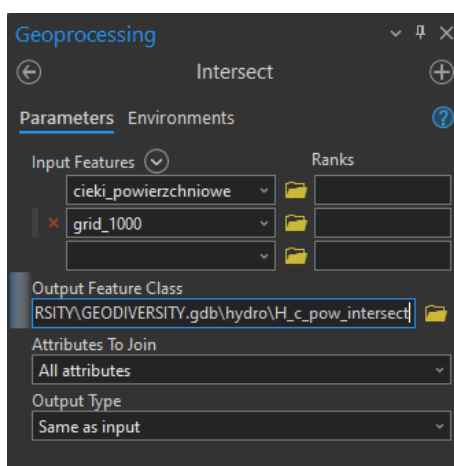 Geoprocessing
Intersect
Parameters Environments
Input Features Ranks
cieki_powierzchniowe
grid_1000
Output Feature Class
RSITY\GEODIVERSITY.gdb\hydro\H_c_pow_intersect
Attributes To Join
All attributes
Output Type
Same as input